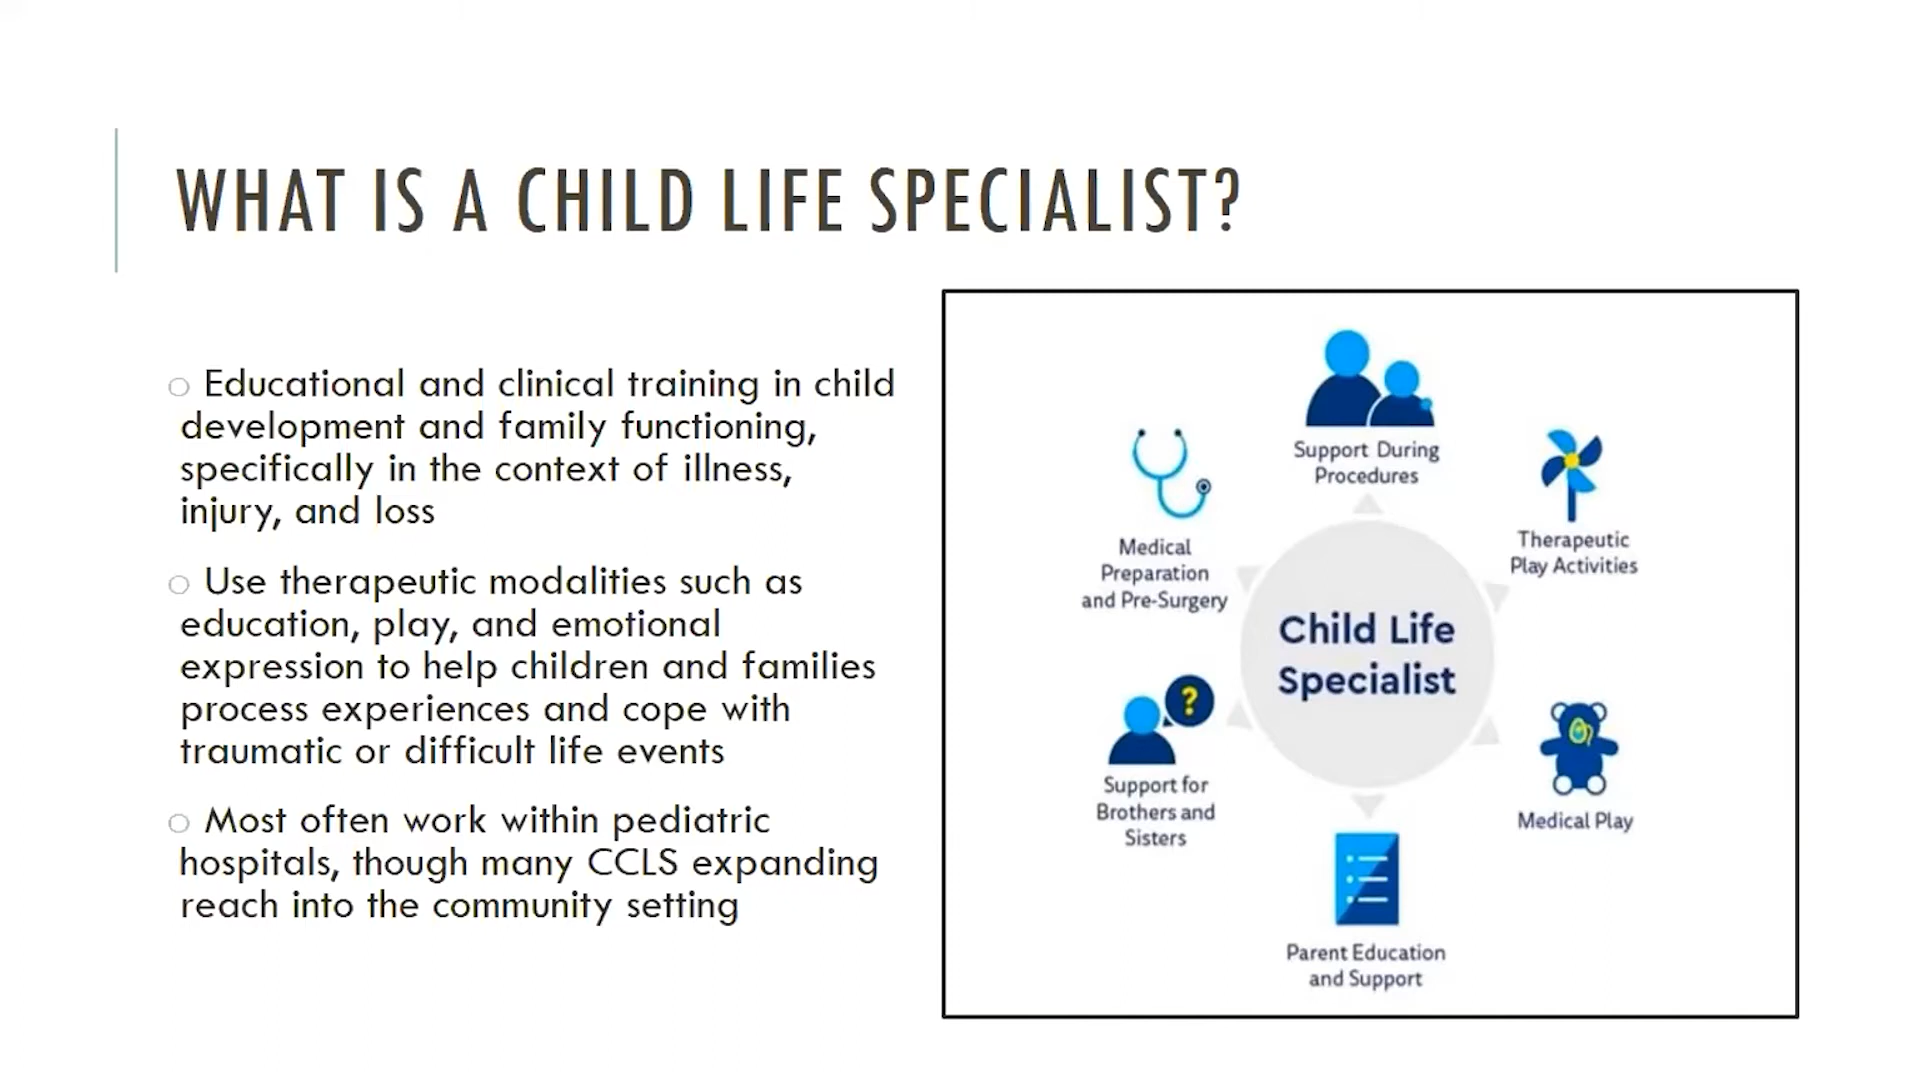 WHAT IS A CHILD LIFE SPECIALIST?
○ Educational and clinical training in child
development and family functioning,
specifically in the context of illness,
injury, and loss
○ Use therapeutic modalities such as
education, play, and emotional
expression to help children and families
process experiences and cope with
traumatic or difficult life events
○ Most often work within pediatric
hospitals, though many CCLS expanding
reach into the community setting
Support During
Procedures
Therapeutic
Play Activities
Medical Play
Parent Education
and Support
?
Support for
Brothers and
Sisters
Medical
Preparation
and Pre-Surgery
Child Life
Specialist